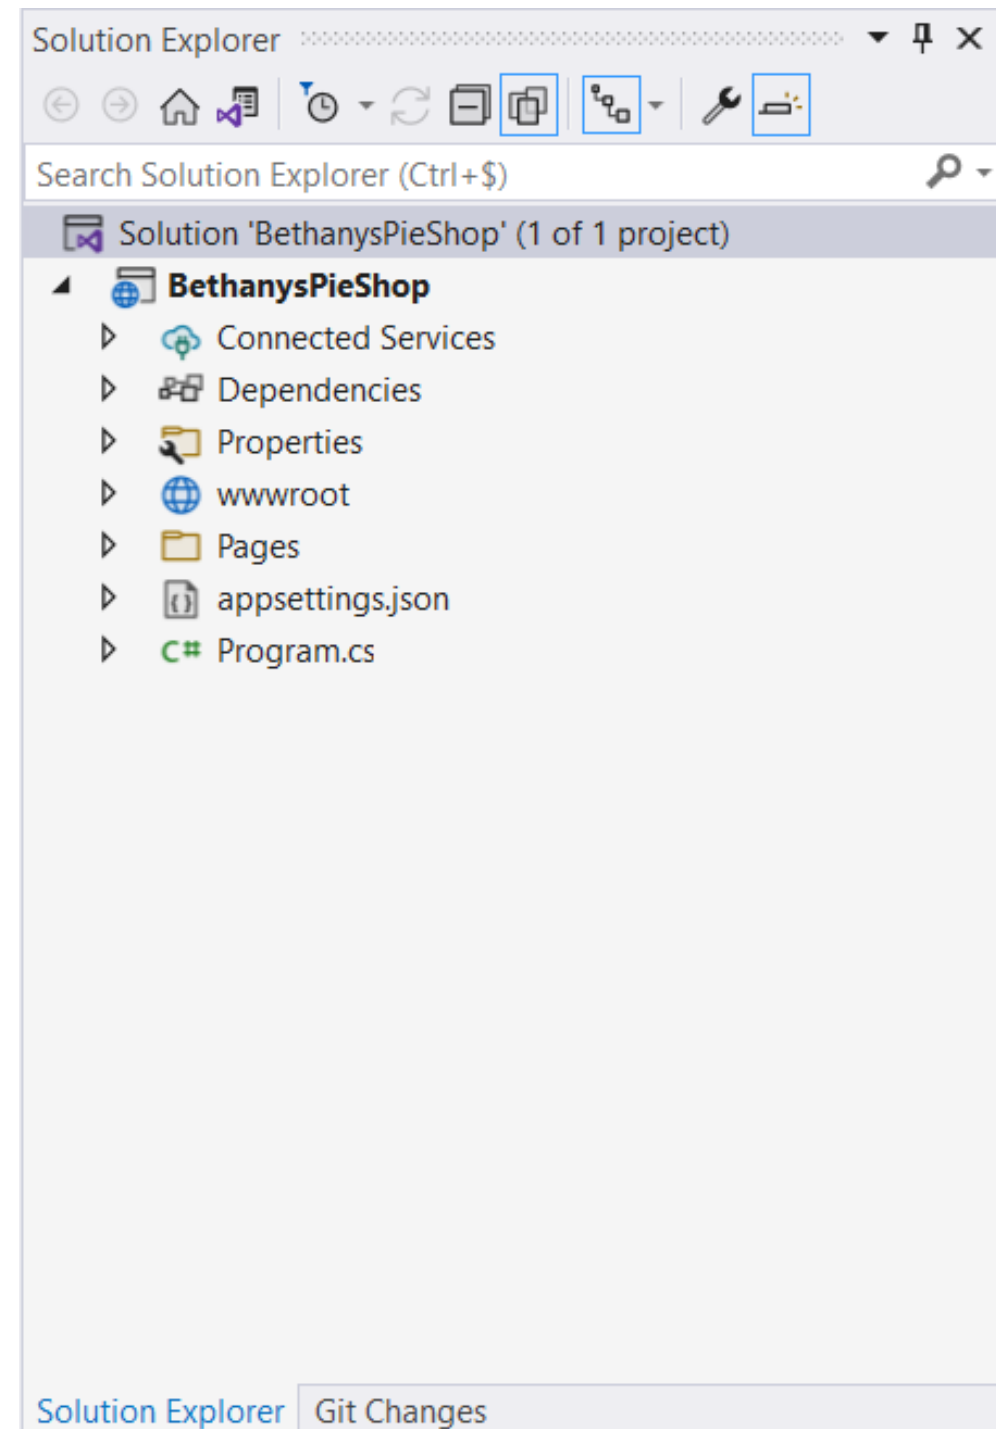 Solution Explorer
Search Solution Explorer (Ctrl+$)
Solution 'BethanysPieShop' (1 of 1 project)
BethanysPieShop
Connected Services
Dependencies
Properties
wwwroot
Pages
appsettings.json
C# Program.cs
Solution Explorer
Git Changes